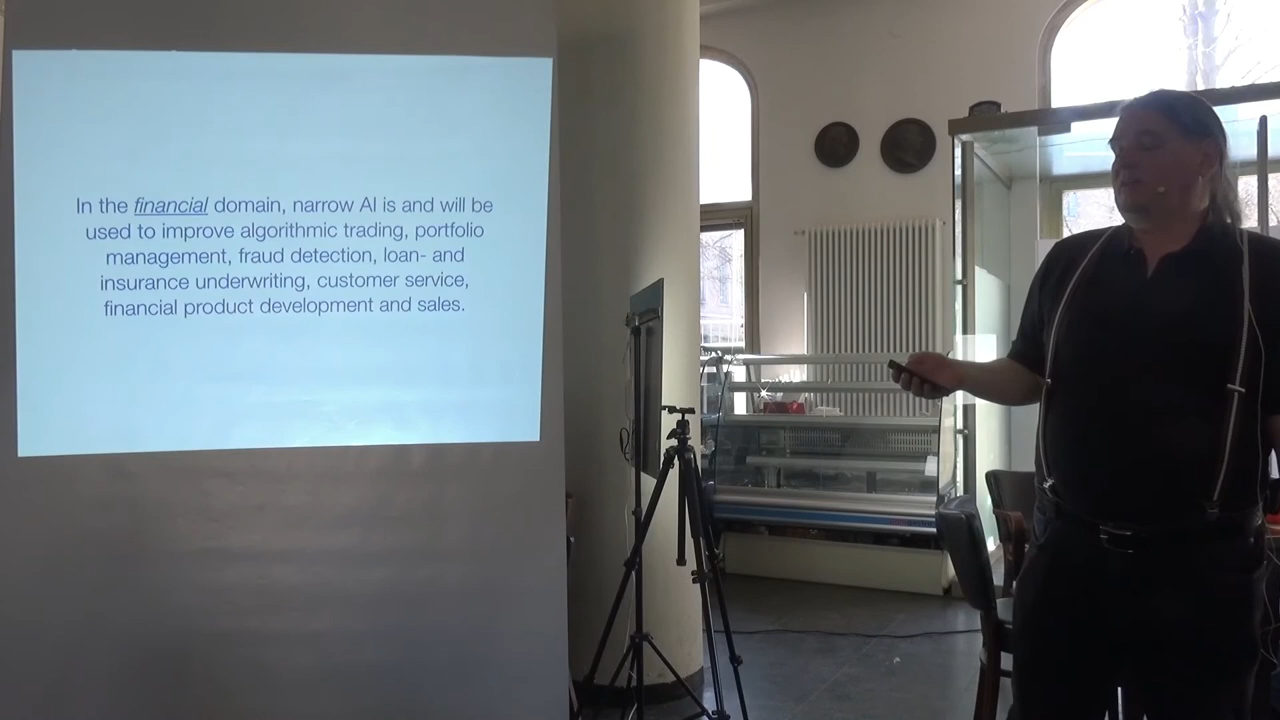 In the financial domain, narrow AI is and will be
used to improve algorithmic trading, portfolio
management, fraud detection, loan- and
insurance underwriting, customer service,
financial product development and sales.